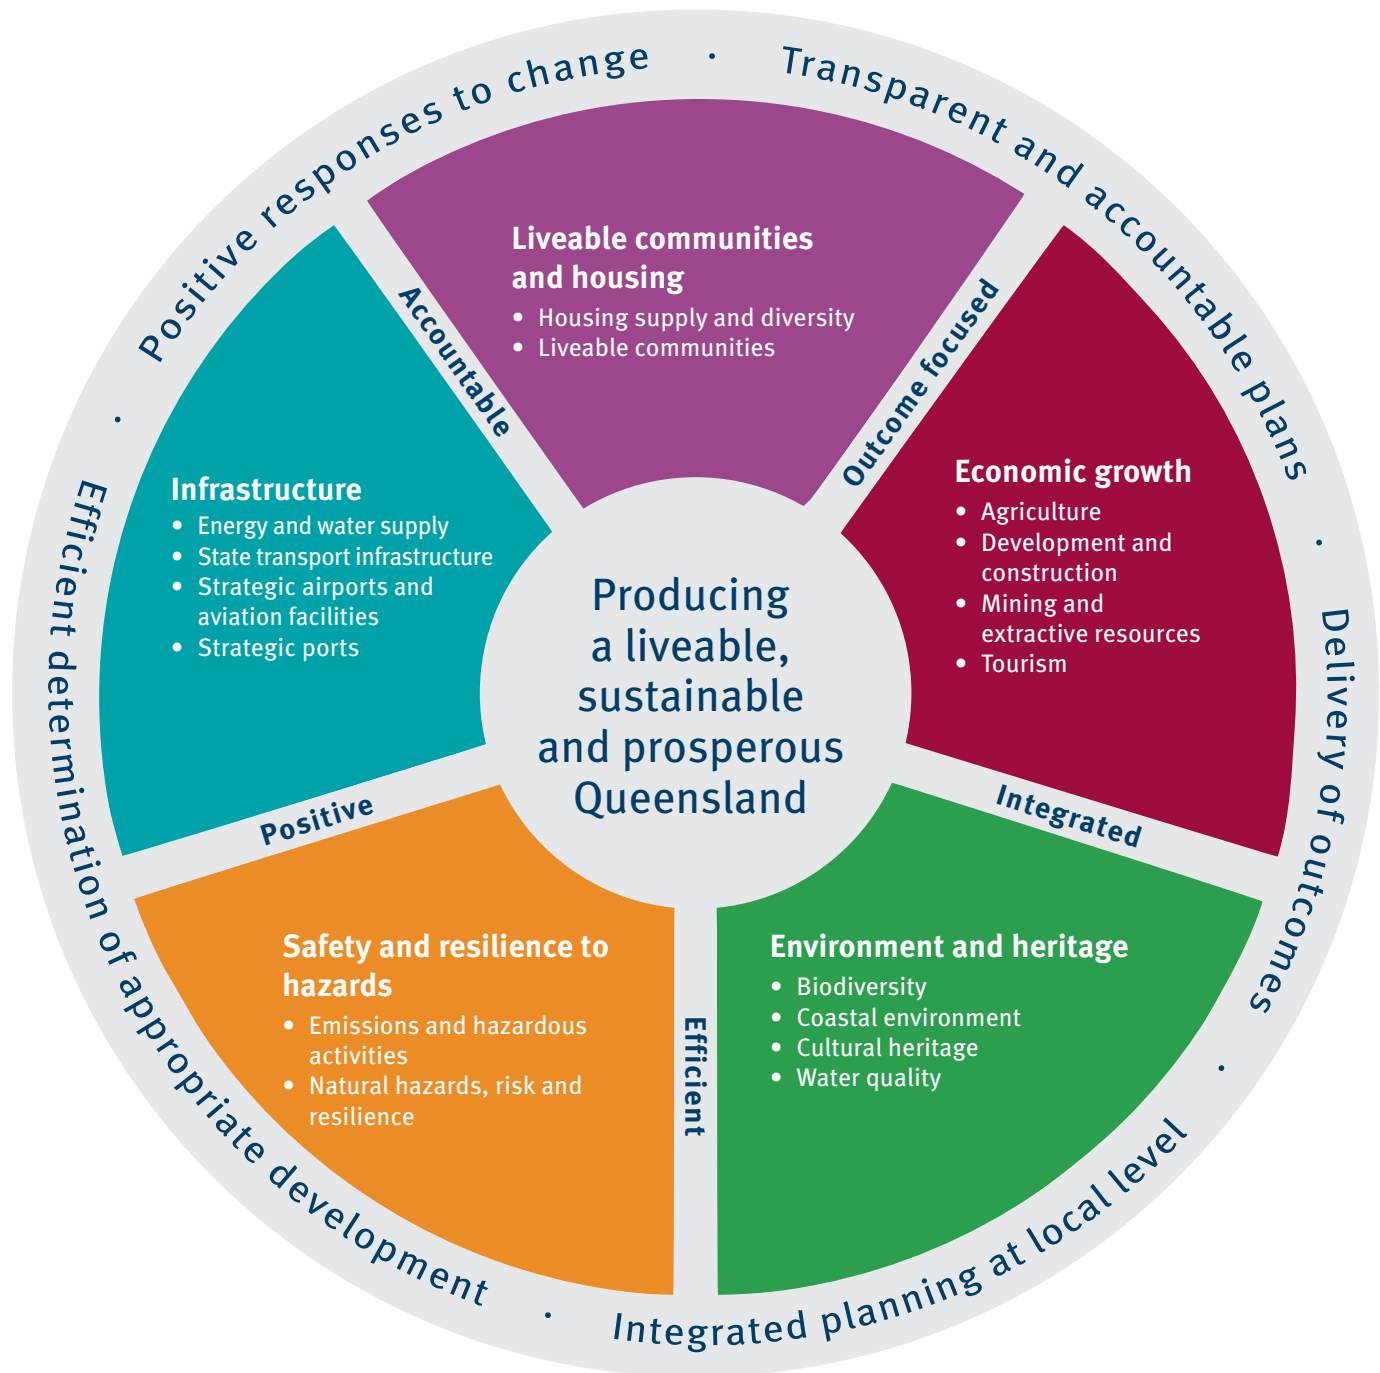 Positive responses to change
·
Transparent and accountable plans
·
Delivery of outcomes
·
Integrated planning at local level
·
Efficient determination of appropriate development
·
Liveable communities
and housing
• Housing supply and diversity
• Liveable communities
Outcome focused
Economic growth
• Agriculture
• Development and
construction
• Mining and
extractive resources
• Tourism
Integrated
Environment and heritage
• Biodiversity
• Coastal environment
• Cultural heritage
• Water quality
Efficient
Safety and resilience to
hazards
• Emissions and hazardous
activities
• Natural hazards, risk and
resilience
Positive
Infrastructure
• Energy and water supply
• State transport infrastructure
• Strategic airports and
aviation facilities
• Strategic ports
Accountable
Producing
a liveable,
sustainable
and prosperous
Queensland